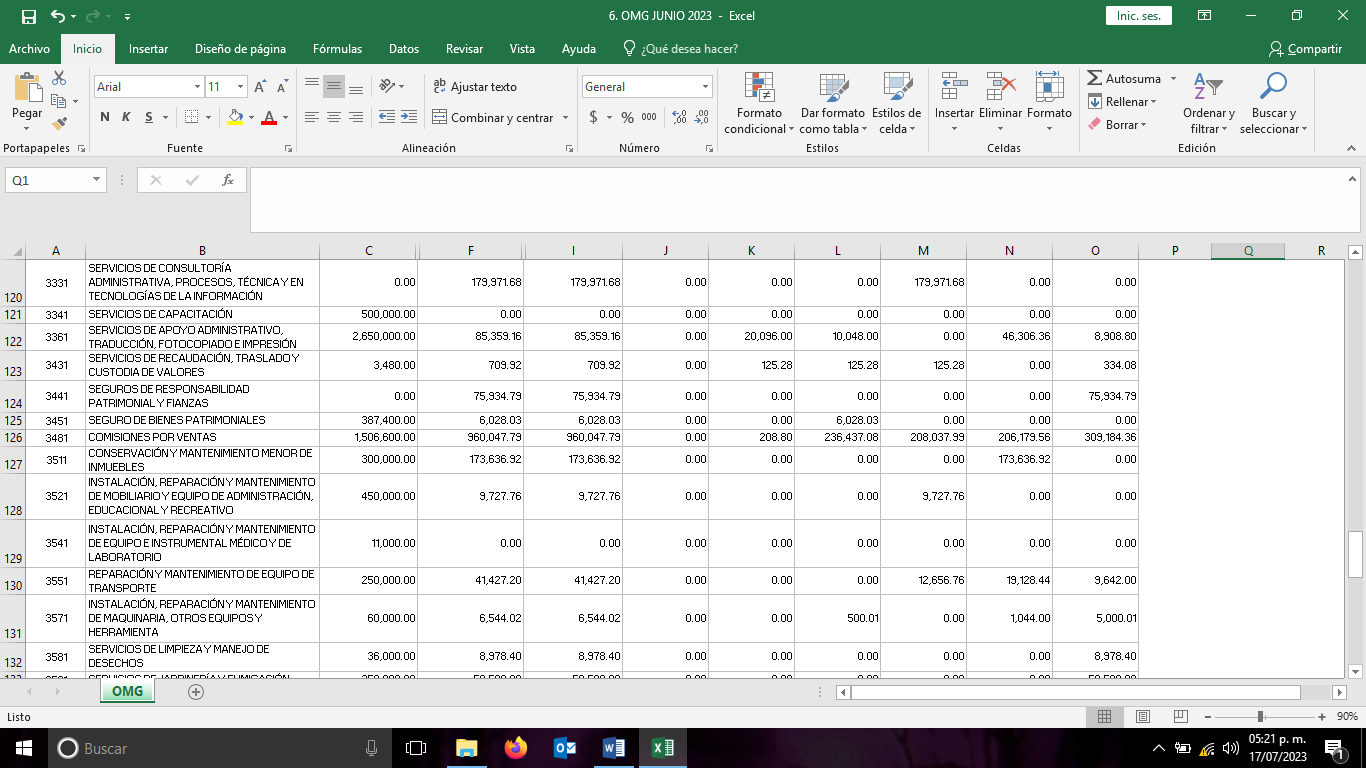 6. OMG JUNIO 2023 - Excel
Inic. ses.
Archivo Inicio Insertar Diseño de página Fórmulas Datos Revisar Vista Ayuda ¿Qué desea hacer? Compartir
Pegar
Arial 11
N K S
Ajustar texto
Combinar y centrar
General
$ % 000
Formato condicional
Dar formato como tabla
Estilos de celda
Insertar Eliminar Formato
Autosuma
Rellenar
Borrar
Ordenar y filtrar
Buscar y seleccionar
Portapapeles Fuente Alineación Número Estilos Celdas Edición
Q1 fx
A B C F I J K L M N O P Q R
120 3331 SERVICIOS DE CONSULTORÍA
ADMINISTRATIVA, PROCESOS, TÉCNICA Y EN
TECNOLOGÍAS DE LA INFORMACIÓN
0.00 179,971.68 179,971.68 0.00 0.00 0.00 179,971.68 0.00 0.00
121 3341 SERVICIOS DE CAPACITACIÓN 500,000.00 0.00 0.00 0.00 0.00 0.00 0.00 0.00 0.00
122 3361 SERVICIOS DE APOYO ADMINISTRATIVO,
TRADUCCIÓN, FOTOCOPIADO E IMPRESIÓN
2,650,000.00 85,359.16 85,359.16 0.00 20,096.00 10,048.00 0.00 46,306.36 8,908.80
123 3431 SERVICIOS DE RECAUDACIÓN, TRASLADO Y
CUSTODIA DE VALORES
3,480.00 709.92 709.92 0.00 125.28 125.28 125.28 0.00 334.08
124 3441 SEGUROS DE RESPONSABILIDAD
PATRIMONIAL Y FIANZAS
0.00 75,934.79 75,934.79 0.00 0.00 0.00 0.00 0.00 75,934.79
125 3451 SEGURO DE BIENES PATRIMONIALES 387,400.00 6,028.03 6,028.03 0.00 0.00 6,028.03 0.00 0.00 0.00
126 3481 COMISIONES POR VENTAS 1,506,600.00 960,047.79 960,047.79 0.00 208.80 236,437.08 208,037.99 206,179.56 309,184.36
127 3511 CONSERVACIÓN Y MANTENIMIENTO MENOR DE
INMUEBLES
300,000.00 173,636.92 173,636.92 0.00 0.00 0.00 0.00 173,636.92 0.00
128 3521 INSTALACIÓN, REPARACIÓN Y MANTENIMIENTO
DE MOBILIARIO Y EQUIPO DE ADMINISTRACIÓN,
EDUCACIONAL Y RECREATIVO
450,000.00 9,727.76 9,727.76 0.00 0.00 0.00 9,727.76 0.00 0.00
129 3541 INSTALACIÓN, REPARACIÓN Y MANTENIMIENTO
DE EQUIPO E INSTRUMENTAL MÉDICO Y DE
LABORATORIO
11,000.00 0.00 0.00 0.00 0.00 0.00 0.00 0.00 0.00
130 3551 REPARACIÓN Y MANTENIMIENTO DE EQUIPO DE
TRANSPORTE
250,000.00 41,427.20 41,427.20 0.00 0.00 0.00 12,656.76 19,128.44 9,642.00
131 3571 INSTALACIÓN, REPARACIÓN Y MANTENIMIENTO
DE MAQUINARIA, OTROS EQUIPOS Y
HERRAMIENTA
60,000.00 6,544.02 6,544.02 0.00 0.00 500.01 0.00 1,044.00 5,000.01
132 3581 SERVICIOS DE LIMPIEZA Y MANEJO DE
DESECHOS
36,000.00 8,978.40 8,978.40 0.00 0.00 0.00 0.00 0.00 8,978.40
SERVICIOS DE JARDINERÍA Y FUMIGACIÓN
OMG
Listo 90%
Buscar
05:21 p. m.
17/07/2023
1